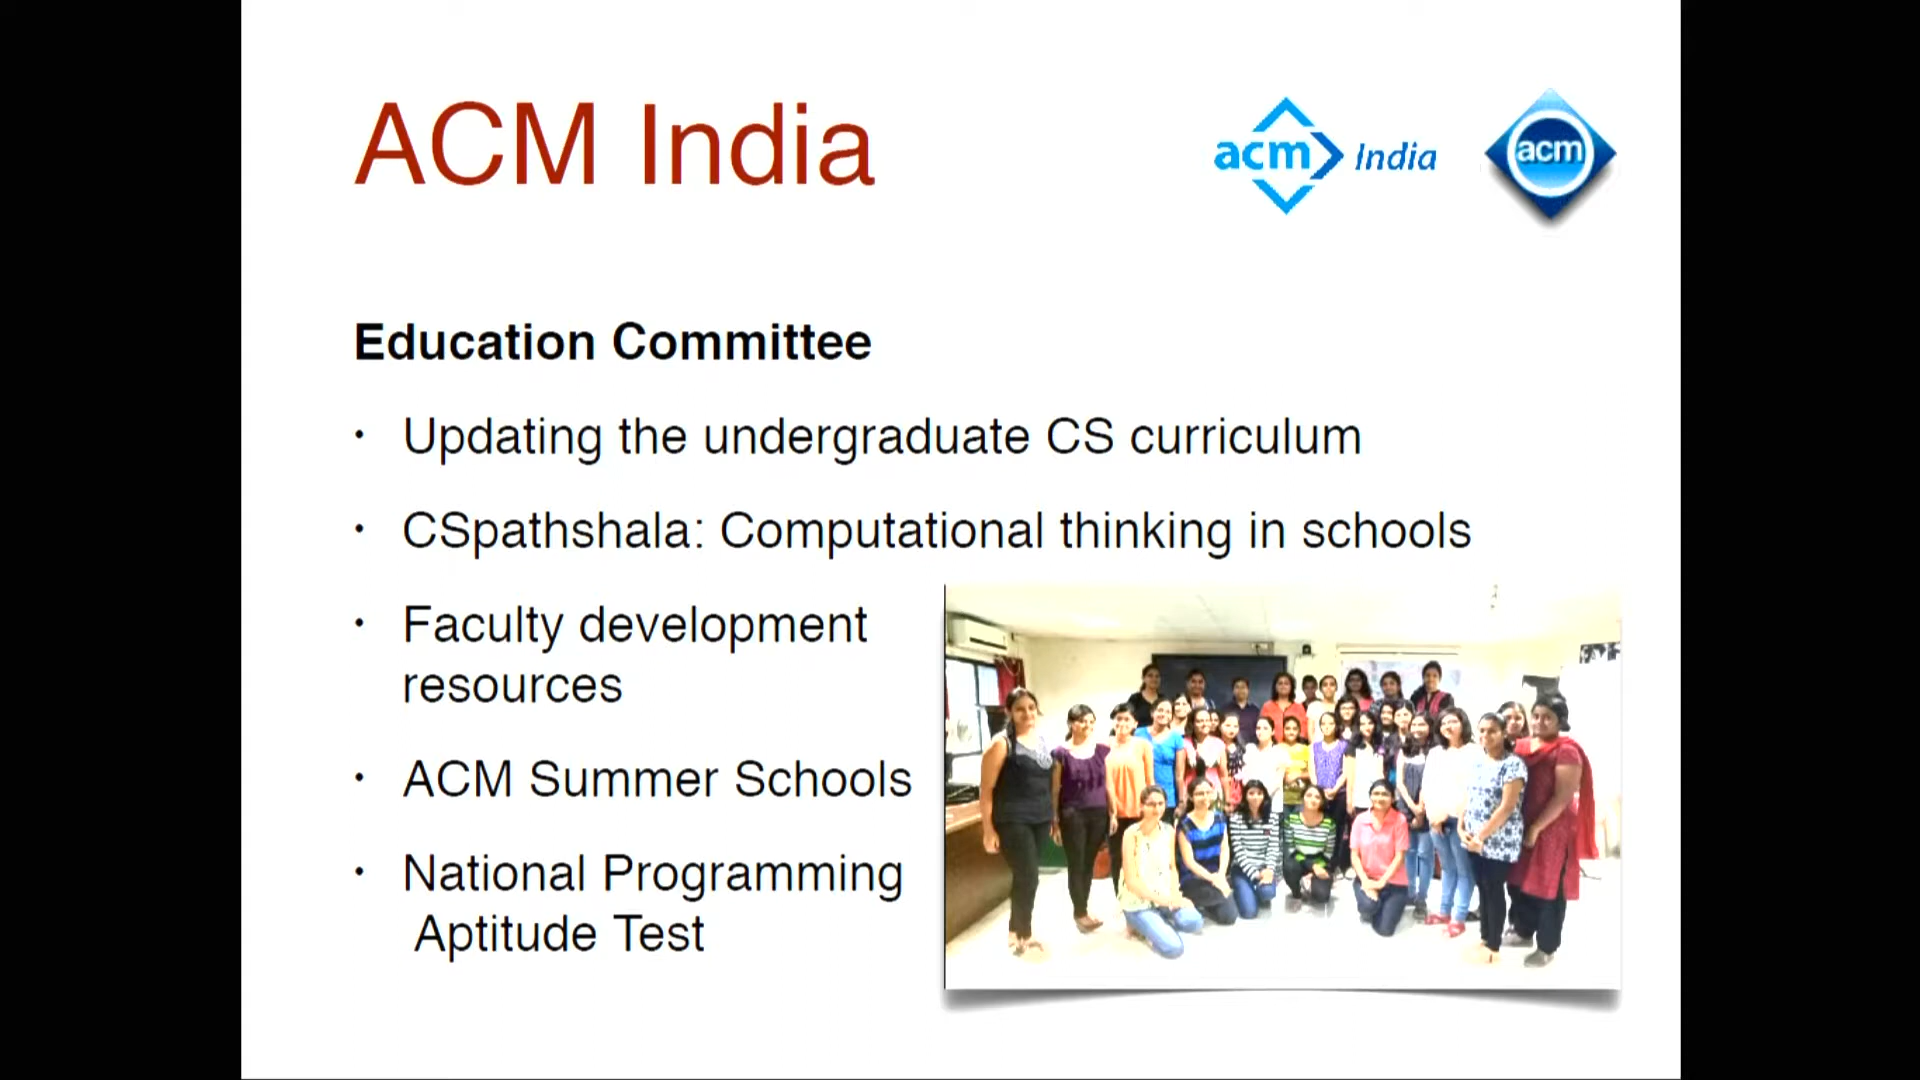 ACM India
acm India
acm
Education Committee
• Updating the undergraduate CS curriculum
• CSpathshala: Computational thinking in schools
• Faculty development
resources
• ACM Summer Schools
• National Programming
Aptitude Test